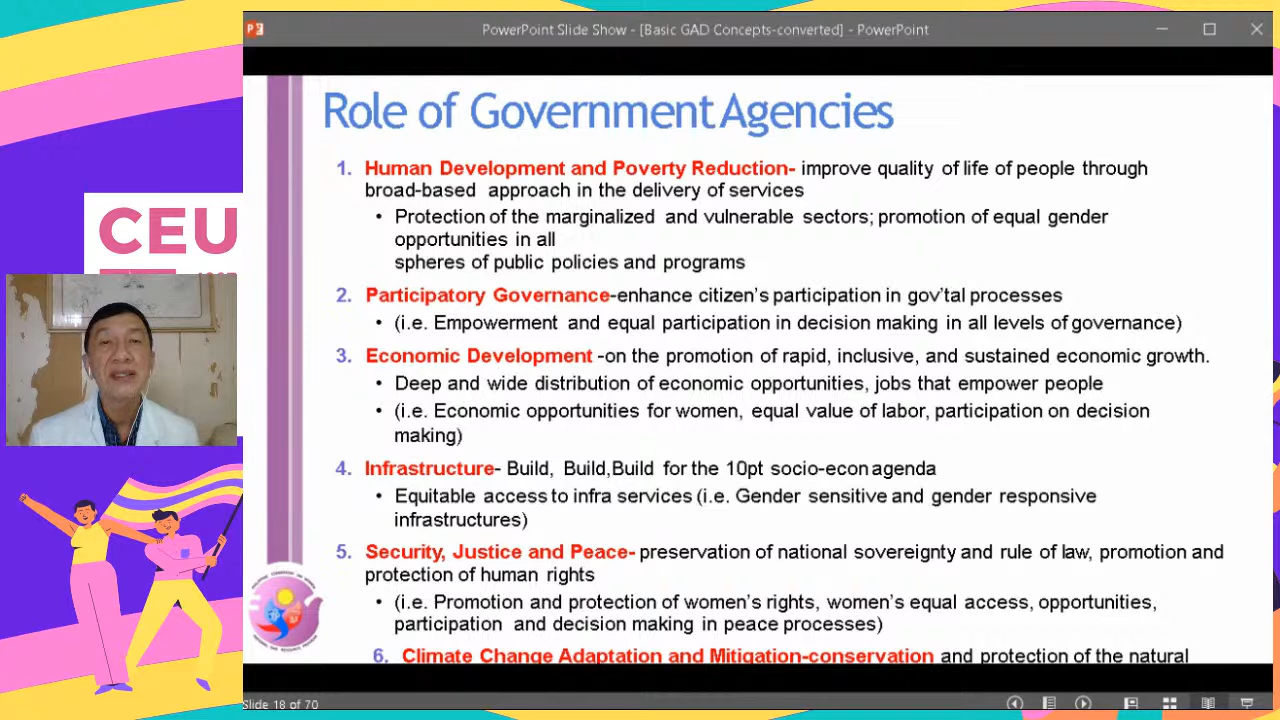 PowerPoint Slide Show - [Basic GAD Concepts-converted] - PowerPoint
Role of Government Agencies
1. Human Development and Poverty Reduction- improve quality of life of people through
broad-based approach in the delivery of services
• Protection of the marginalized and vulnerable sectors; promotion of equal gender
opportunities in all
spheres of public policies and programs
2. Participatory Governance-enhance citizen's participation in gov'tal processes
• (i.e. Empowerment and equal participation in decision making in all levels of governance)
3. Economic Development -on the promotion of rapid, inclusive, and sustained economic growth.
• Deep and wide distribution of economic opportunities, jobs that empower people
• (i.e. Economic opportunities for women, equal value of labor, participation on decision
making)
4. Infrastructure- Build, Build,Build for the 10pt socio-econ agenda
• Equitable access to infra services (i.e. Gender sensitive and gender responsive
infrastructures)
5. Security, Justice and Peace- preservation of national sovereignty and rule of law, promotion and
protection of human rights
• (i.e. Promotion and protection of women's rights, women's equal access, opportunities,
participation and decision making in peace processes)
6. Climate Change Adaptation and Mitigation-conservation and protection of the natural
CEU
Slide 18 of 70